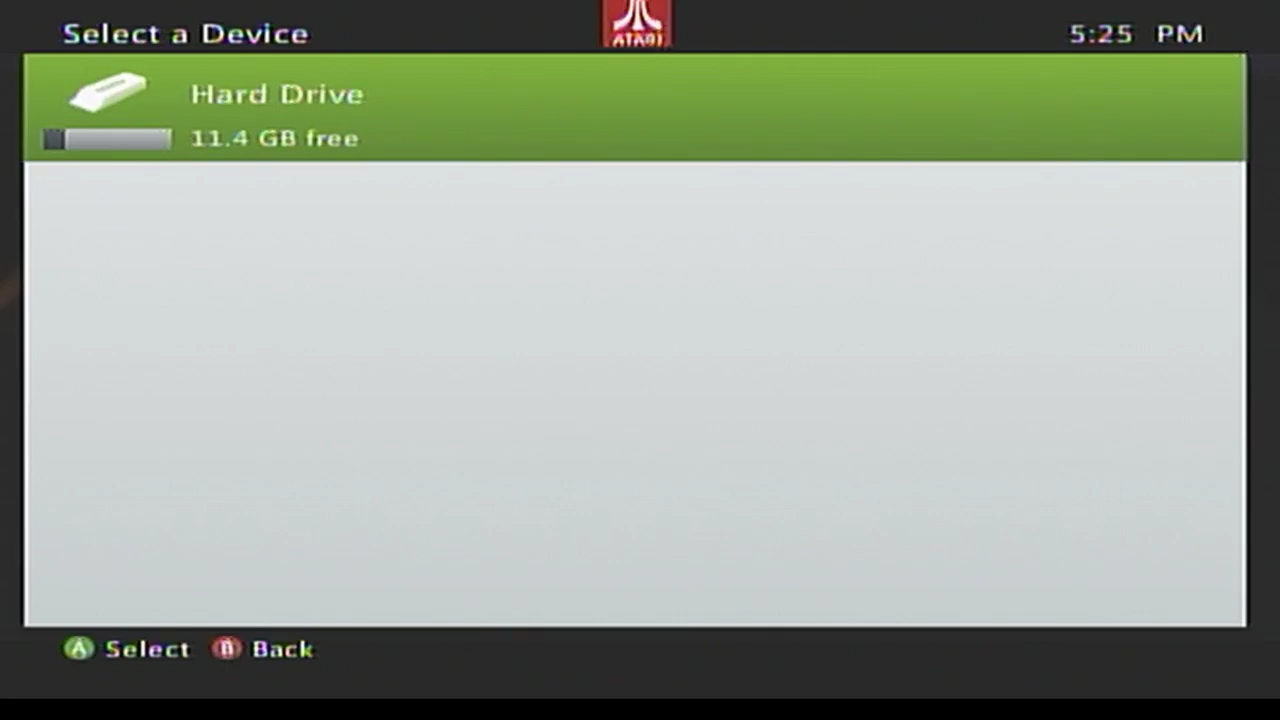 Select a Device
ATARI
5:25 PM
Hard Drive
11.4 GB free
A Select B Back